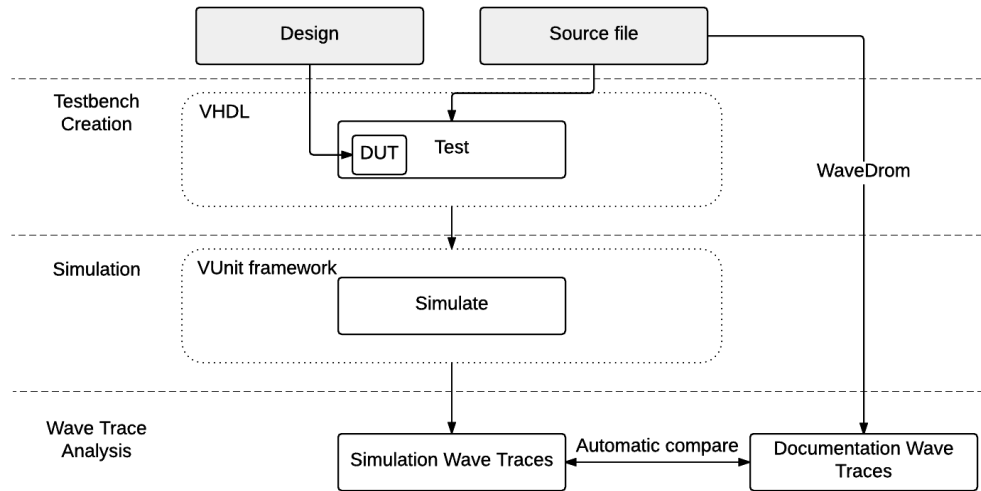 Design
Source file
Testbench
Creation
VHDL
DUT
Test
WaveDrom
Simulation
VUnit framework
Simulate
Wave Trace
Analysis
Simulation Wave Traces
Automatic compare
Documentation Wave
Traces